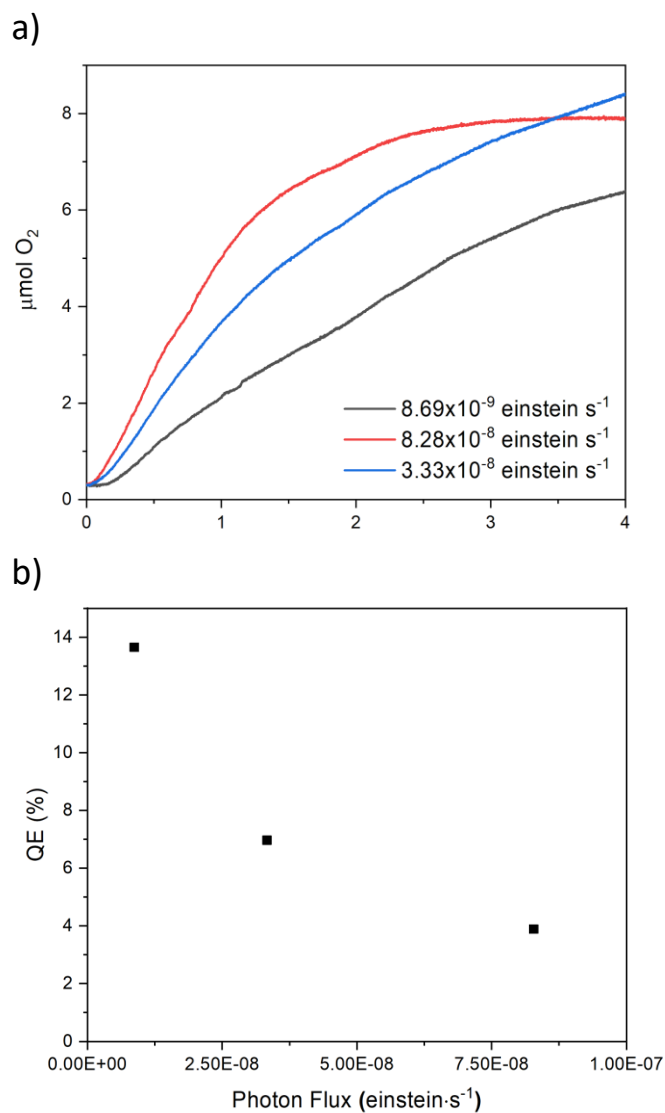 a)
8
6
4
2
0
μmol O₂
8.69x10⁻⁹ einstein s⁻¹
8.28x10⁻⁸ einstein s⁻¹
3.33x10⁻⁸ einstein s⁻¹
0 1 2 3 4
b)
14
12
10
8
6
4
2
0
QE (%)
0.00E+00 2.50E-08 5.00E-08 7.50E-08 1.00E-07
Photon Flux (einstein·s⁻¹)